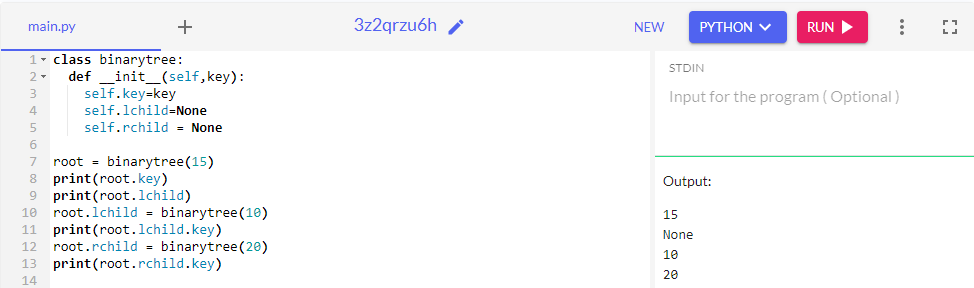 main.py
3z2qrzu6h
NEW
PYTHON
RUN
1 class binarytree:
2   def __init__(self,key):
3     self.key=key
4     self.lchild=None
5     self.rchild = None
6
7 root = binarytree(15)
8 print(root.key)
9 print(root.lchild)
10 root.lchild = binarytree(10)
11 print(root.lchild.key)
12 root.rchild = binarytree(20)
13 print(root.rchild.key)
14
STDIN
Input for the program ( Optional )
Output:
15
None
10
20